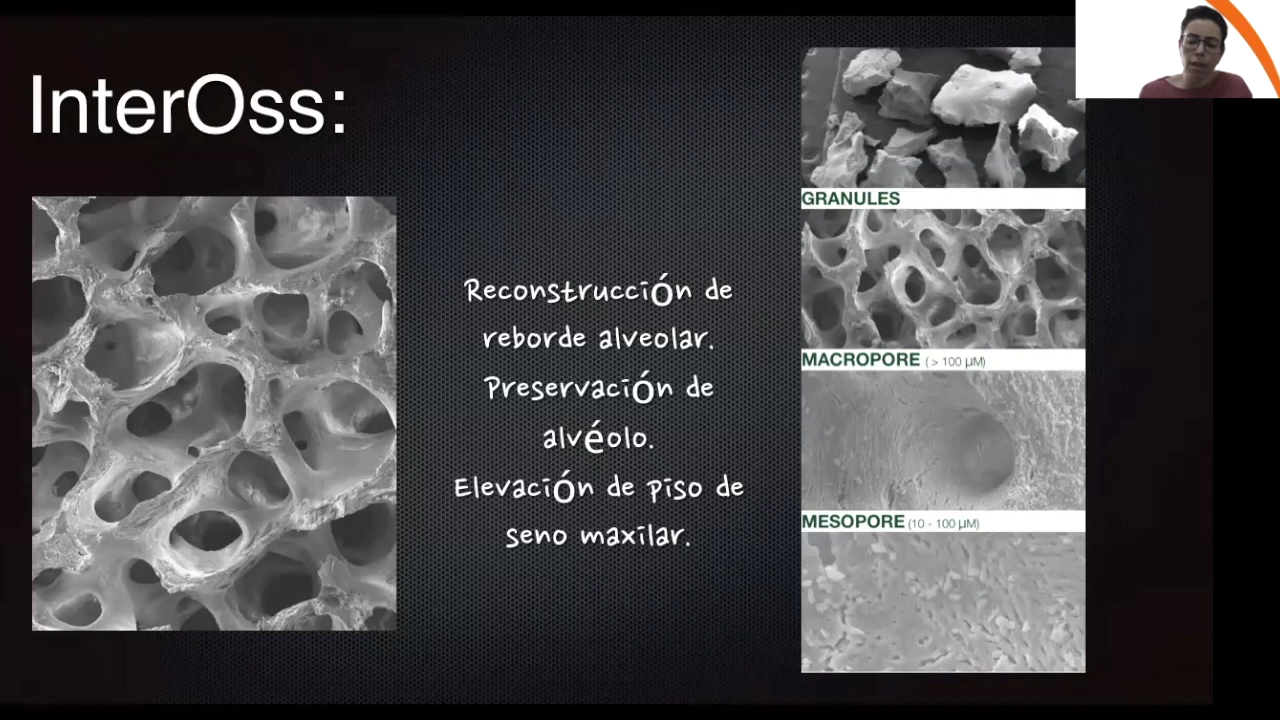 InterOss:
Reconstrucción de
reborde alveolar.
Preservación de
alvéolo.
Elevación de piso de
seno maxilar.
GRANULES
MACROPORE ( > 100 µM)
MESOPORE (10 - 100 µM)